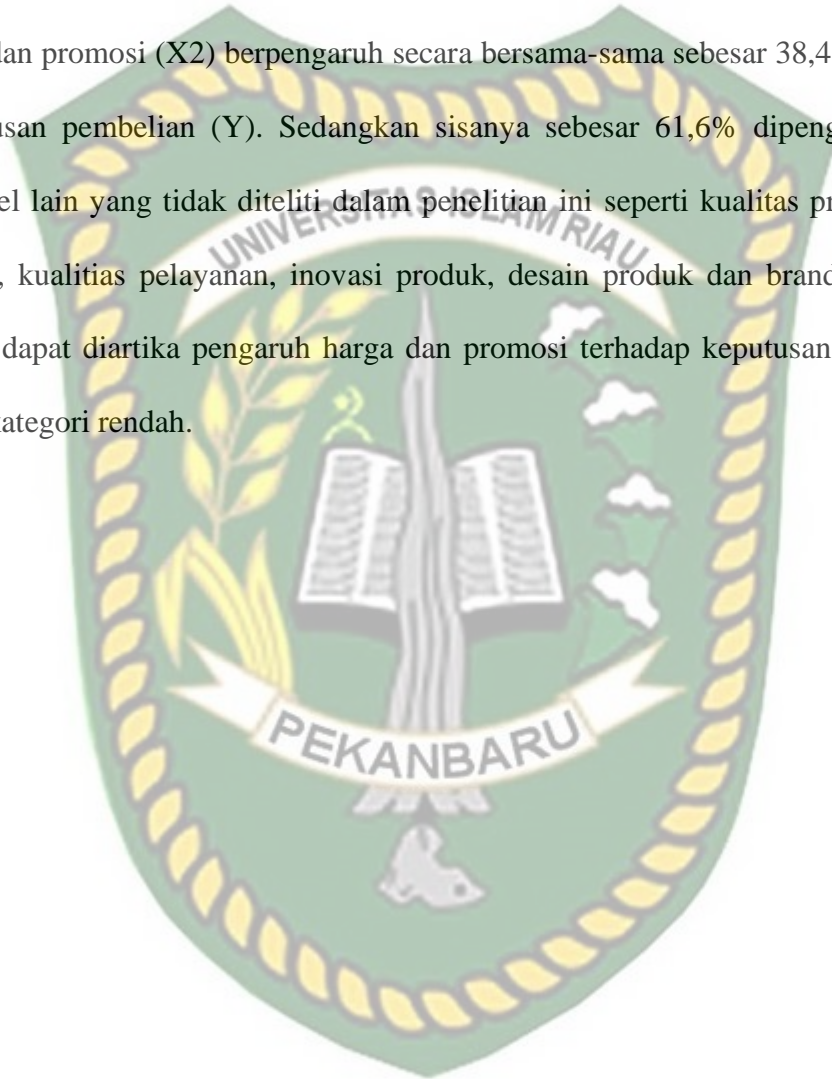 dan promosi (X2) berpengaruh secara bersama-sama sebesar 38,4
usan pembelian (Y). Sedangkan sisanya sebesar 61,6% dipeng
el lain yang tidak diteliti dalam penelitian ini seperti kualitas pr
UNIVERSITAS ISLAM RIAU
, kualitias pelayanan, inovasi produk, desain produk dan brand
dapat diartika pengaruh harga dan promosi terhadap keputusan
kategori rendah.
PEKANBARU